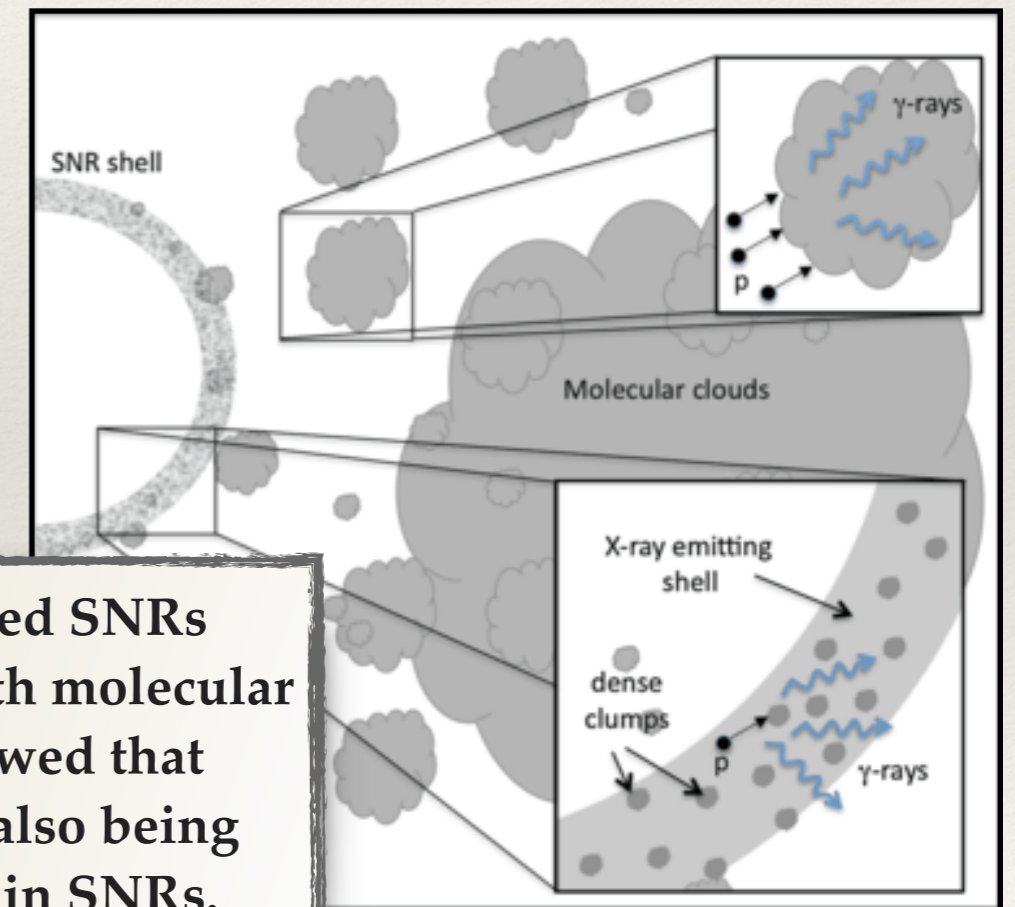 γ-rays
SNR shell
p
Molecular clouds
X-ray emitting
shell
dense
clumps
p
γ-rays
ed SNRs
th molecular
wed that
also being
in SNRs.